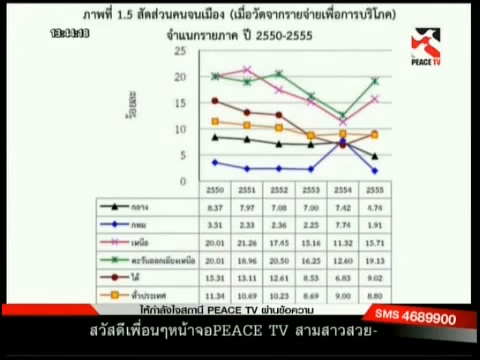 ภาพที่ 1.5 สัดส่วนคนจนเมือง (เมื่อวัดจากรายจ่ายเพื่อการบริโภค)
13:44:18
จำแนกรายภาค ปี 2550-2555
PEACE TV
ร้อยละ
25
20
15
10
5
0
2550 2551 2552 2553 2554 2555
กลาง 8.37 7.97 7.08 7.00 7.42 4.74
กทม 3.51 2.33 2.36 2.25 7.74 1.91
เหนือ 20.01 21.26 17.45 15.16 11.32 15.71
ตะวันออกเฉียงเหนือ 20.01 18.96 20.50 16.25 12.60 19.13
ใต้ 15.31 13.11 12.61 8.53 6.83 9.02
ทั่วประเทศ 11.34 10.69 10.23 8.69 9.00 8.80
ให้กำลังใจสถานี PEACE TV ผ่านข้อความ
SMS 4689900
สวัสดีเพื่อนๆหน้าจอPEACE TV สามสาวสวย-